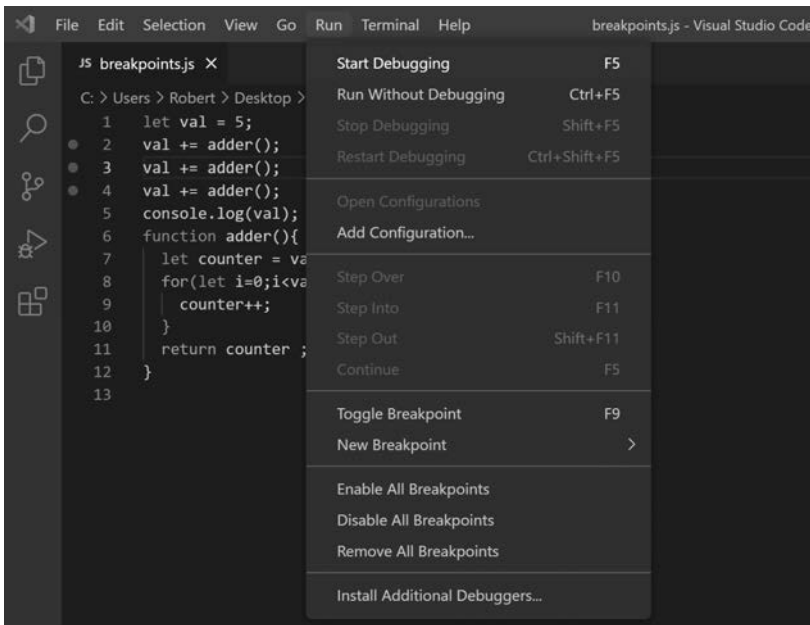 File Edit Selection View Go Run Terminal Help breakpoints.js - Visual Studio Code
JS breakpoints.js ×
C: > Users > Robert > Desktop >
1 let val = 5;
2 val += adder();
3 val += adder();
4 val += adder();
5 console.log(val);
6 function adder(){
7 let counter = va
8 for(let i=0;i<va
9 counter++;
10 }
11 return counter ;
12 }
13
Start Debugging F5
Run Without Debugging Ctrl+F5
Stop Debugging Shift+F5
Restart Debugging Ctrl+Shift+F5
Open Configurations
Add Configuration...
Step Over F10
Step Into F11
Step Out Shift+F11
Continue F5
Toggle Breakpoint F9
New Breakpoint >
Enable All Breakpoints
Disable All Breakpoints
Remove All Breakpoints
Install Additional Debuggers...